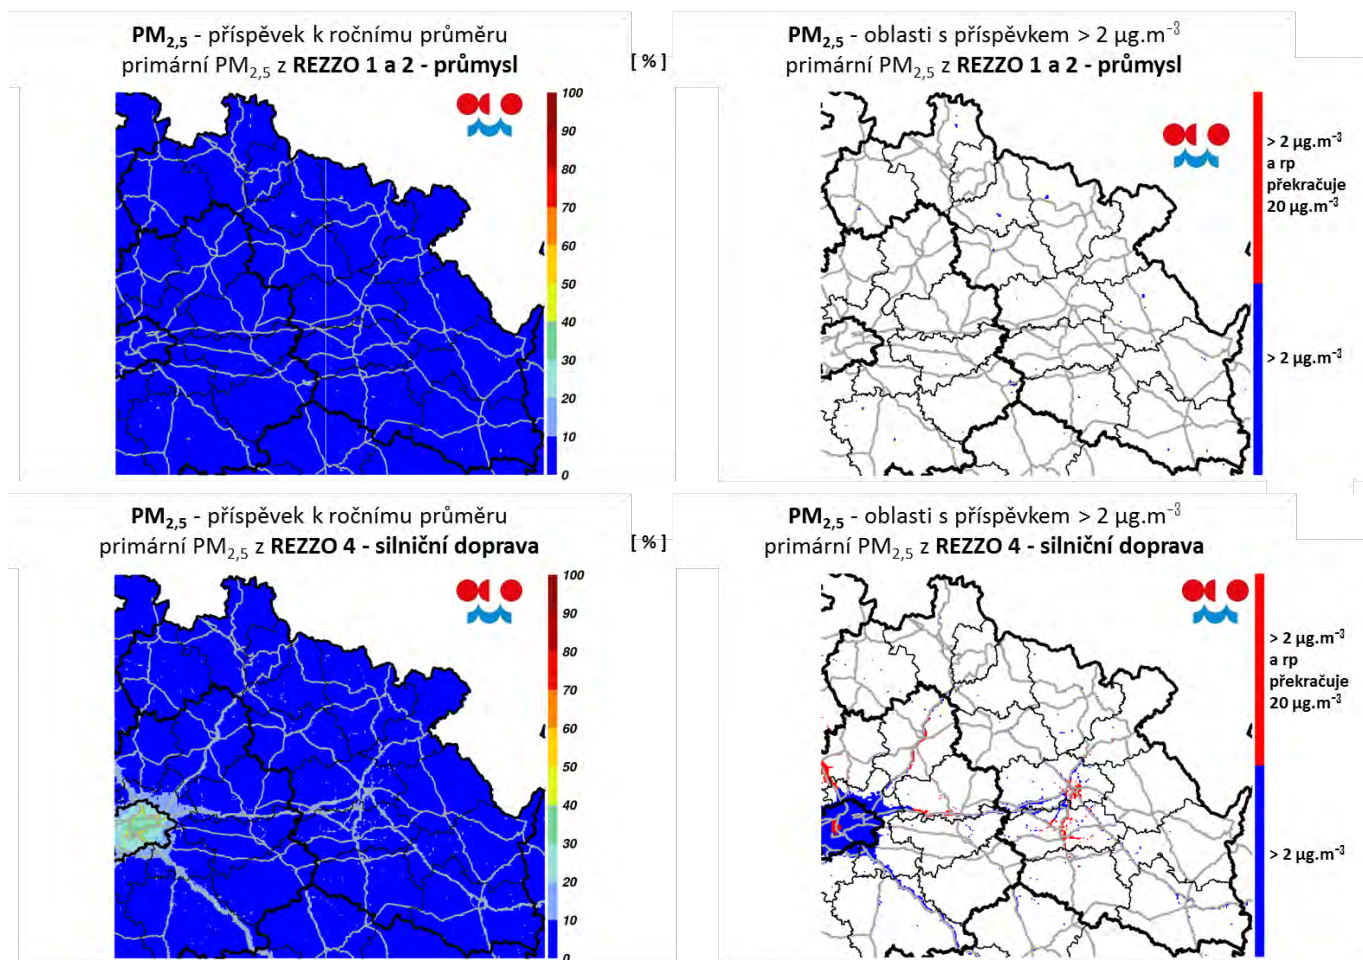 PM2,5 - příspěvek k ročnímu průměru
primární PM2,5 z REZZO 1 a 2 - průmysl
[ % ]
100
90
80
70
60
50
40
30
20
10
0
PM2,5 - oblasti s příspěvkem > 2 µg.m⁻³
primární PM2,5 z REZZO 1 a 2 - průmysl
> 2 µg.m⁻³
a rp
překračuje
20 µg.m⁻³
> 2 µg.m⁻³
PM2,5 - příspěvek k ročnímu průměru
primární PM2,5 z REZZO 4 - silniční doprava
[ % ]
100
90
80
70
60
50
40
30
20
10
0
PM2,5 - oblasti s příspěvkem > 2 µg.m⁻³
primární PM2,5 z REZZO 4 - silniční doprava
> 2 µg.m⁻³
a rp
překračuje
20 µg.m⁻³
> 2 µg.m⁻³